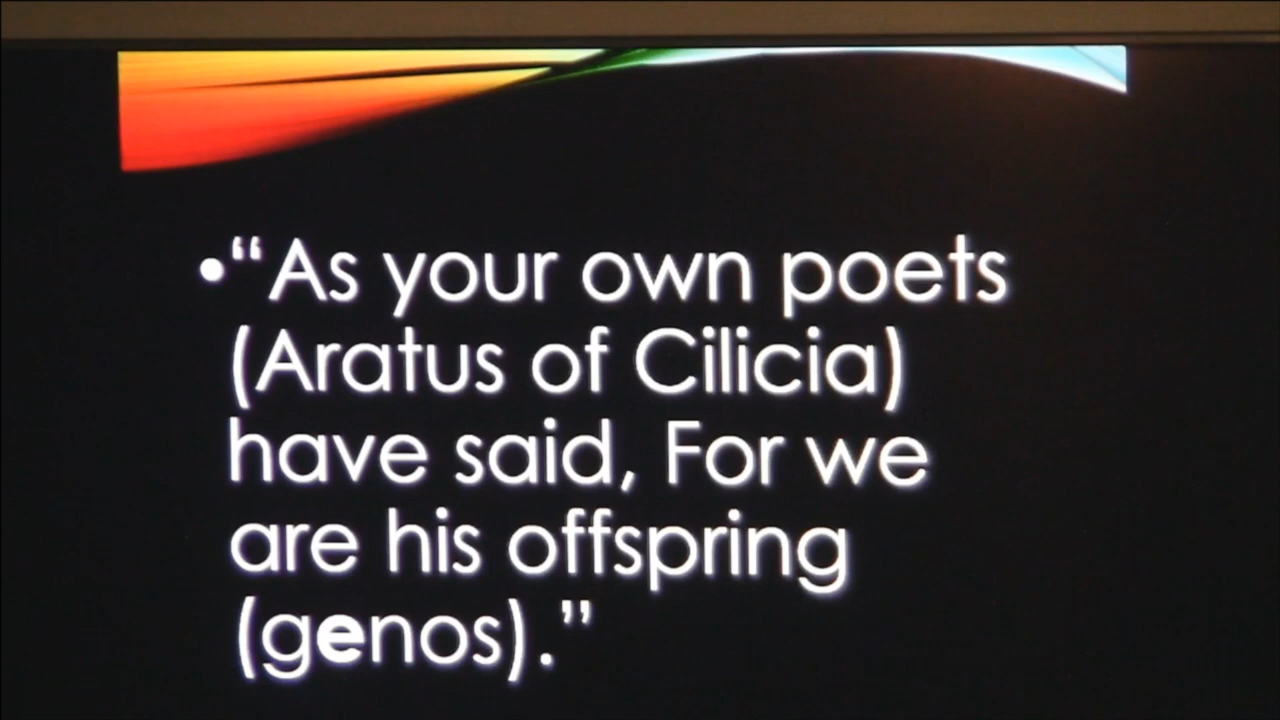 •“As your own poets
(Aratus of Cilicia)
have said, For we
are his offspring
(genos).”